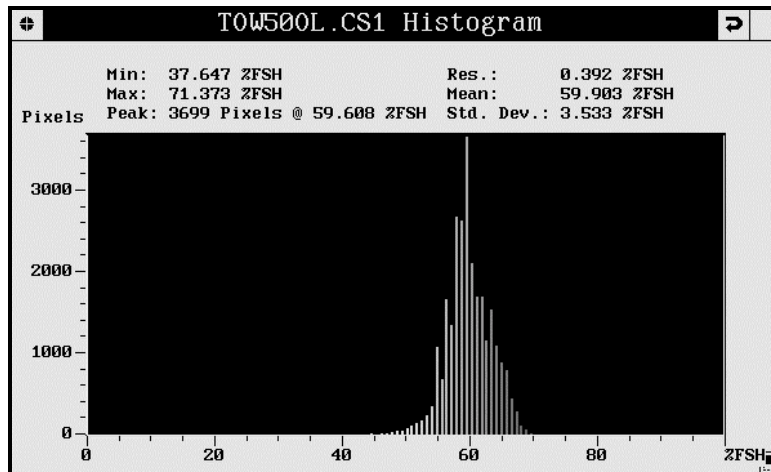 TOW500L.CS1 Histogram
Min: 37.647 %FSH Res.: 0.392 %FSH
Max: 71.373 %FSH Mean: 59.903 %FSH
Peak: 3699 Pixels @ 59.608 %FSH Std. Dev.: 3.533 %FSH
Pixels
3000
2000
1000
0
0 20 40 60 80 %FSH